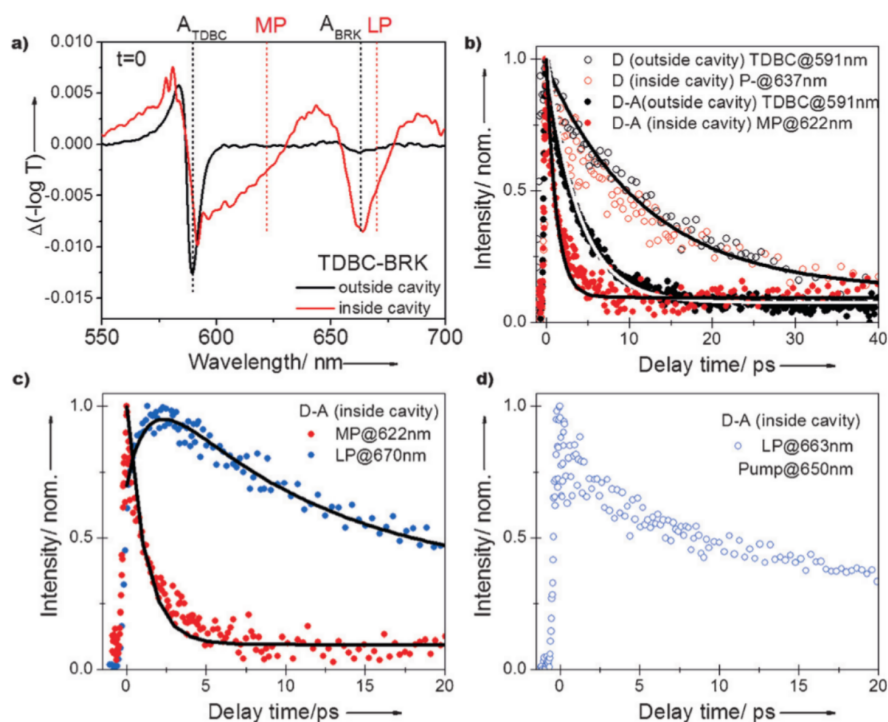 a)
A_TDBC MP A_BRK LP
t=0
0.010
0.005
0.000
-0.005
-0.010
-0.015
Δ(-log T)
TDBC-BRK
outside cavity
inside cavity
550 600 650 700
Wavelength/ nm
b)
D (outside cavity) TDBC@591nm
D (inside cavity) P-@637nm
D-A(outside cavity) TDBC@591nm
D-A (inside cavity) MP@622nm
1.0
0.5
0.0
Intensity/ nom.
0 10 20 30 40
Delay time/ ps
c)
D-A (inside cavity)
MP@622nm
LP@670nm
1.0
0.5
0.0
Intensity/ nom.
0 5 10 15 20
Delay time/ps
d)
D-A (inside cavity)
LP@663nm
Pump@650nm
1.0
0.5
0.0
Intensity/ nom.
0 5 10 15 20
Delay time/ ps